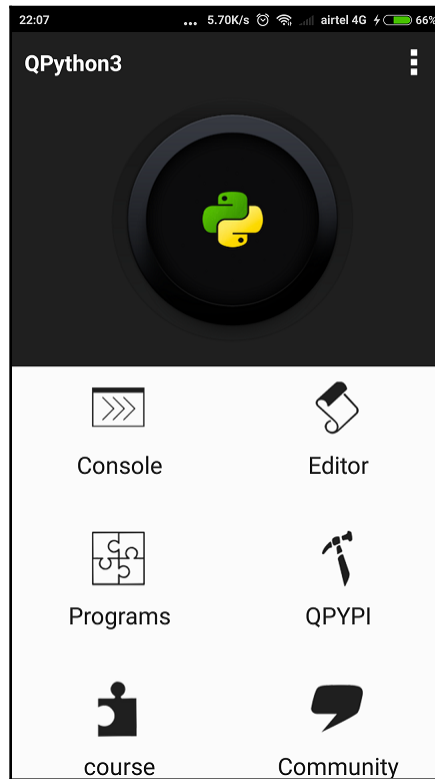 22:07 ... 5.70K/s airtel 4G 66%
QPython3
Console Editor
Programs QPYPI
course Community